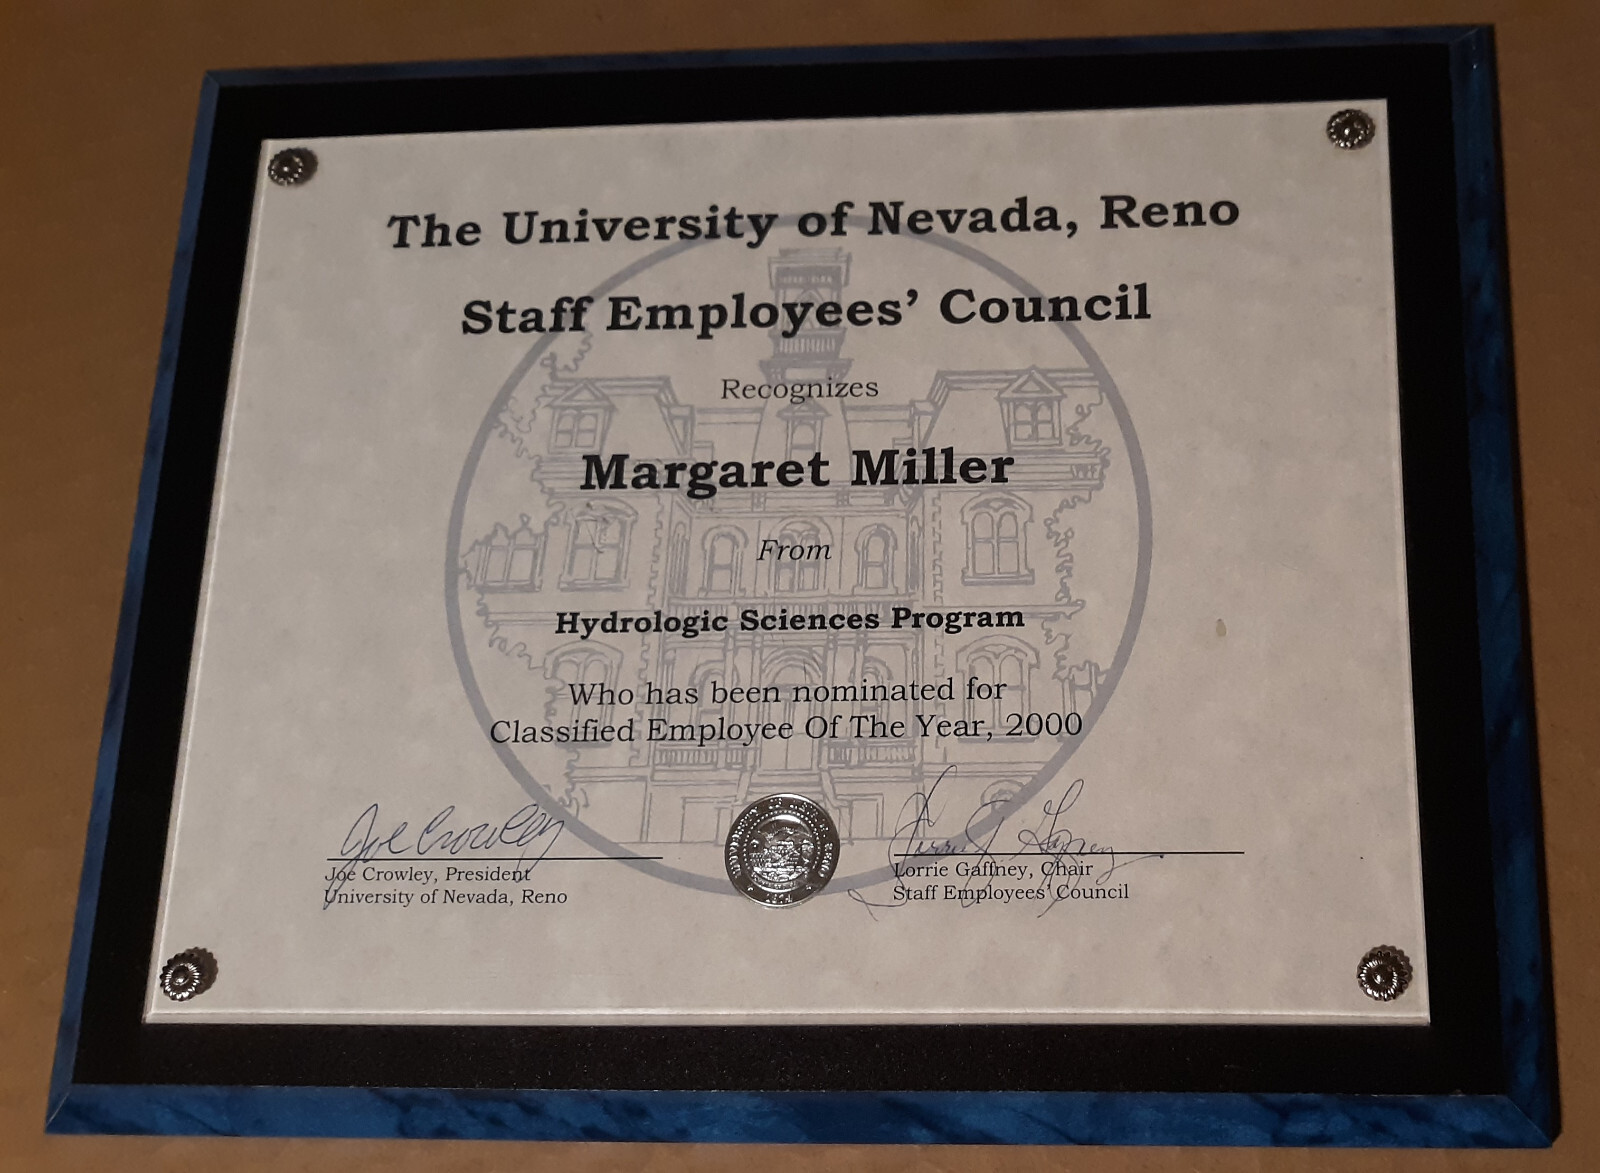 The University of Nevada, Reno
Staff Employees' Council
Recognizes
Margaret Miller
From
Hydrologic Sciences Program
Who has been nominated for
Classified Employee Of The Year, 2000
Joe Crowley
Joe Crowley, President
University of Nevada, Reno
Lorrie Gaffney, Chair
Staff Employees' Council